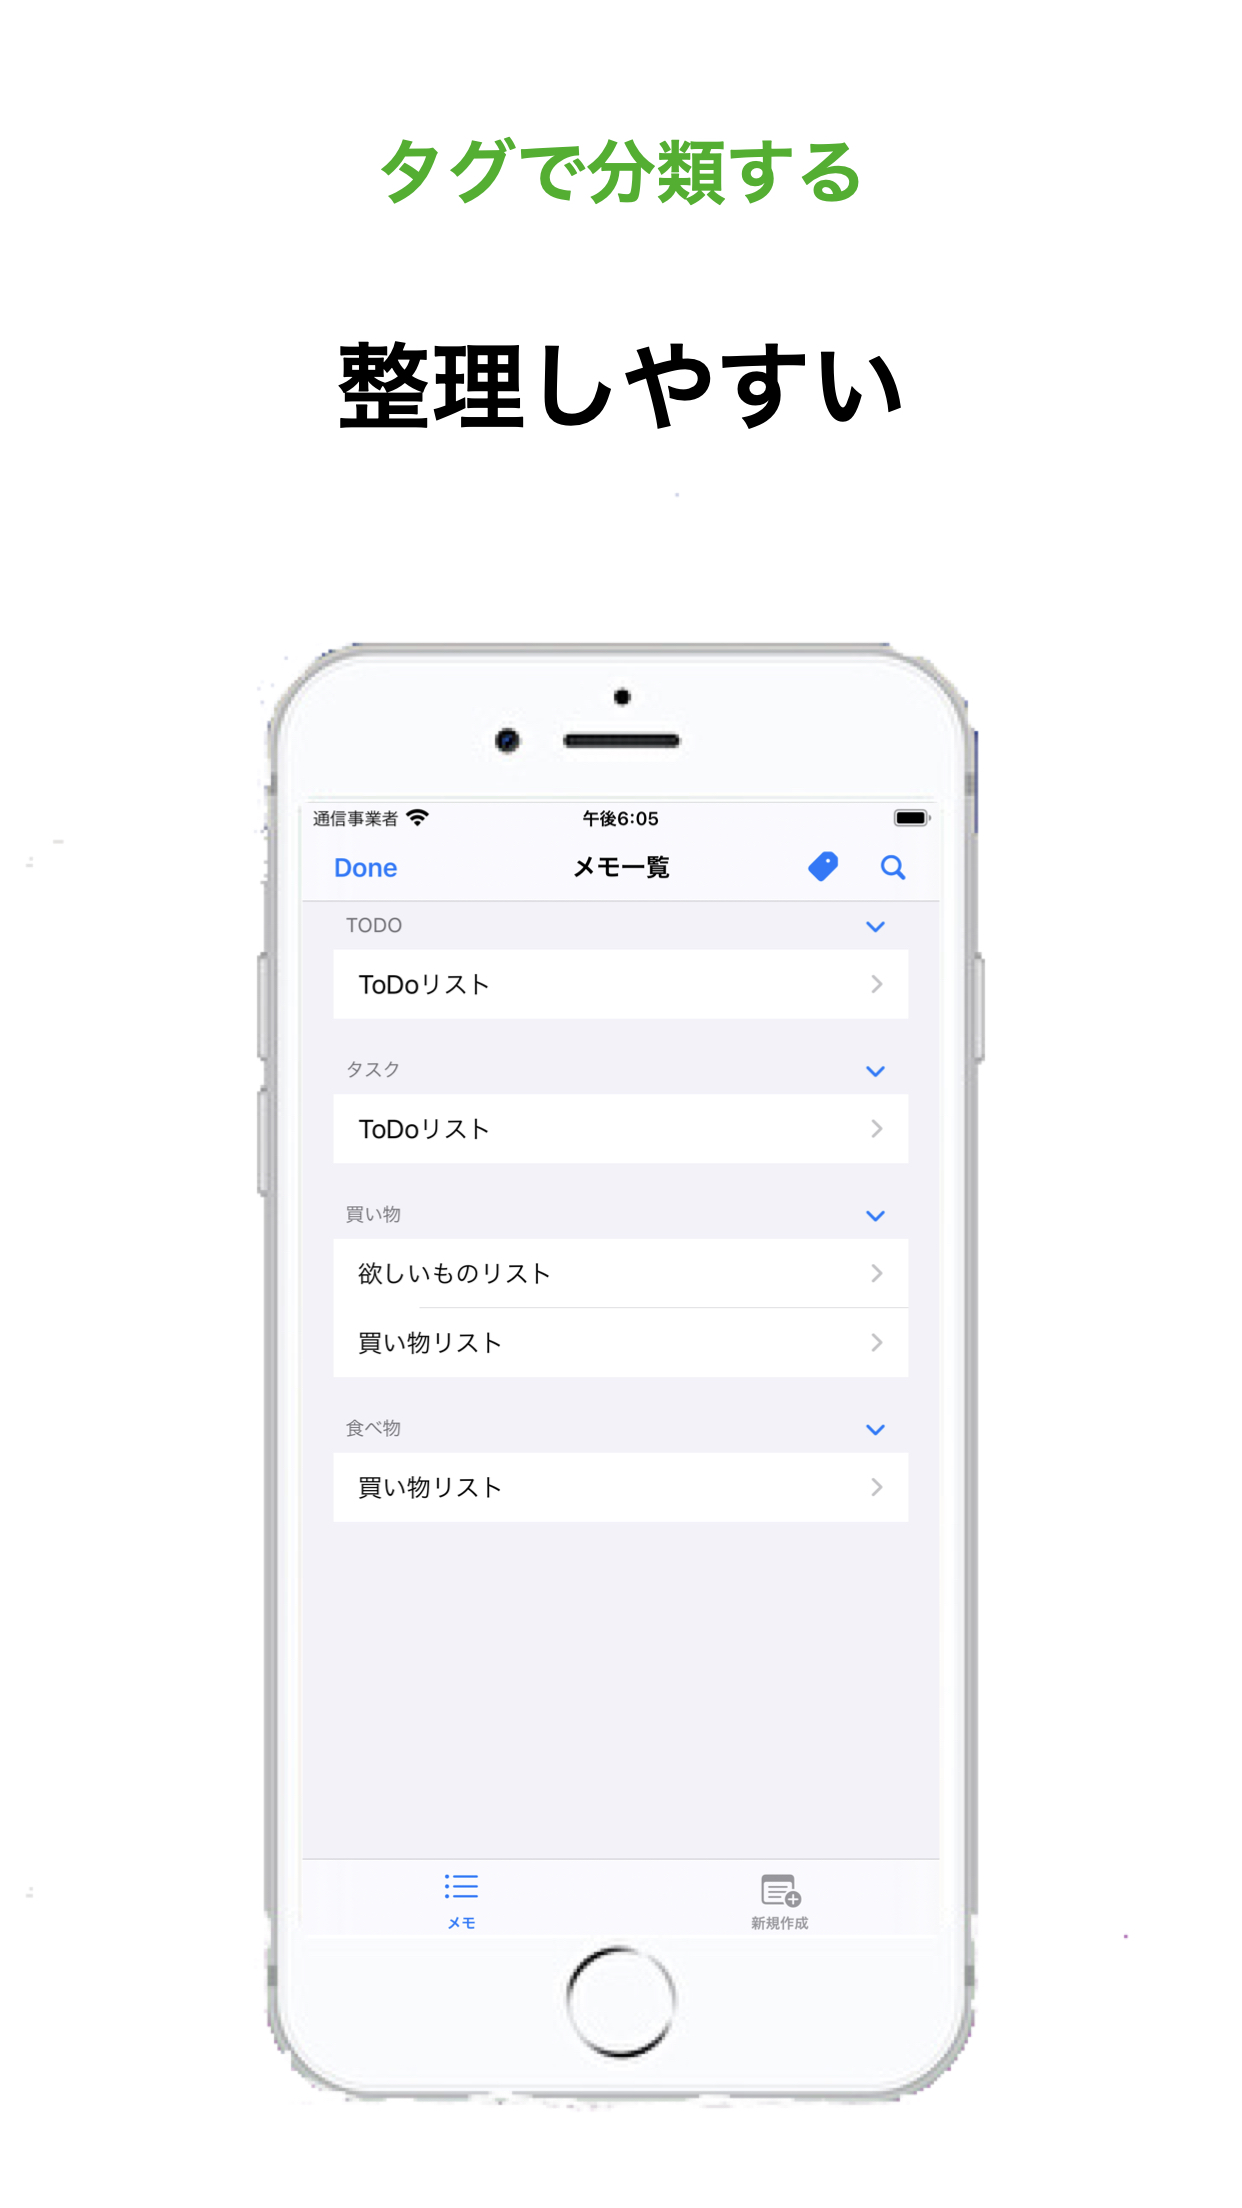 タグで分類する
整理しやすい
通信事業者 午後6:05
Done メモ一覧
TODO
ToDoリスト
タスク
ToDoリスト
買い物
欲しいものリスト
買い物リスト
食べ物
買い物リスト
メモ 新規作成